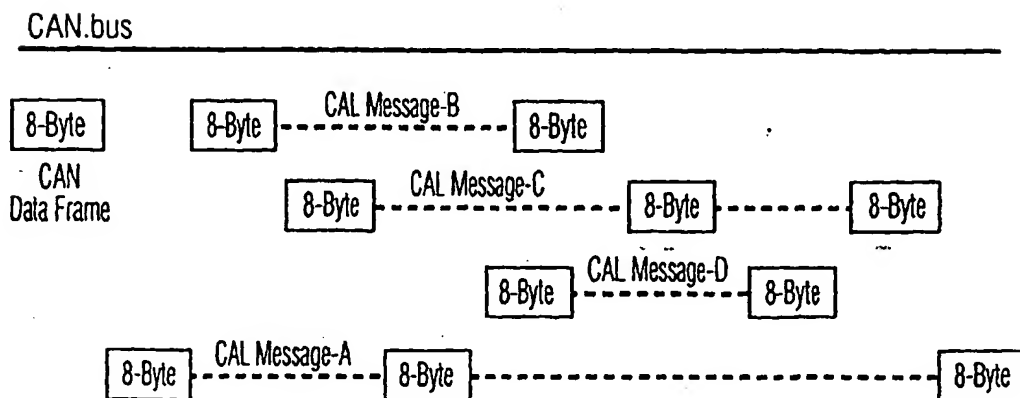 CAN.bus
8-Byte 8-Byte CAL Message-B 8-Byte
CAN
Data Frame
8-Byte CAL Message-C 8-Byte 8-Byte
8-Byte CAL Message-D 8-Byte
8-Byte CAL Message-A 8-Byte 8-Byte